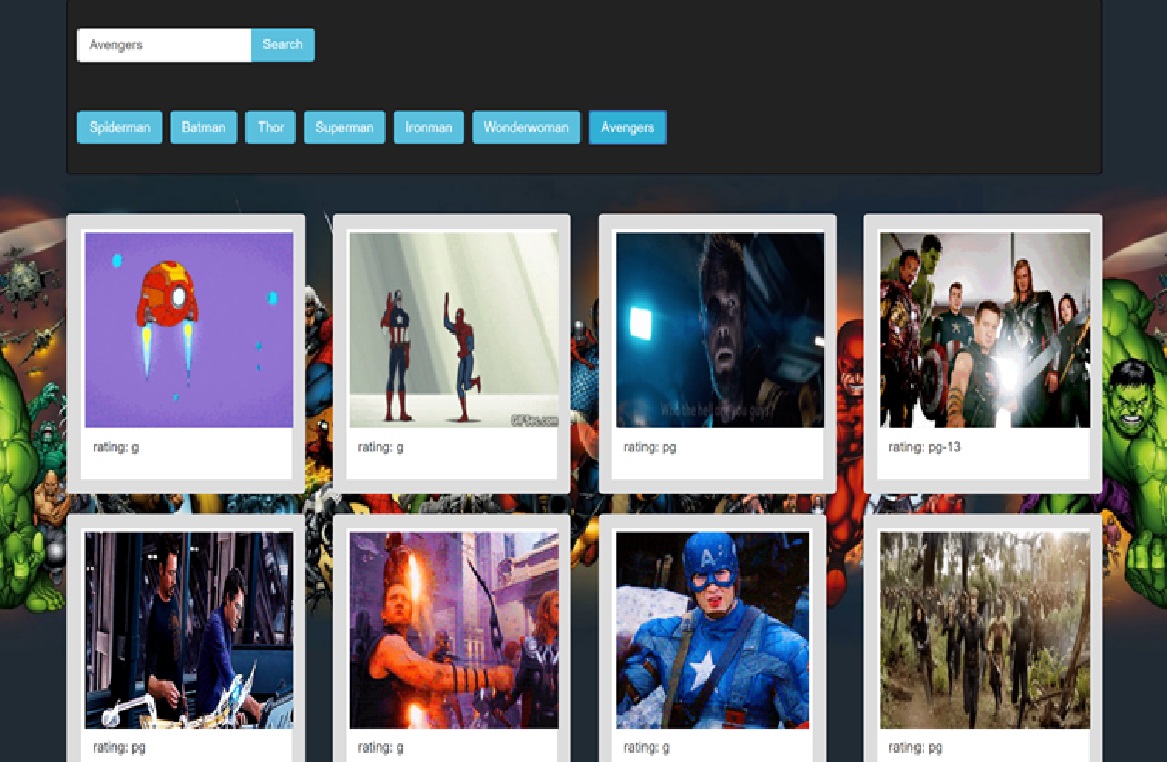 Avengers Search
Spiderman Batman Thor Superman Ironman Wonderwoman Avengers
Who the hell are you guys?
GIFSec.com
rating: g
rating: g
rating: pg
rating: pg-13
A
rating: pg
rating: g
rating: g
rating: pg